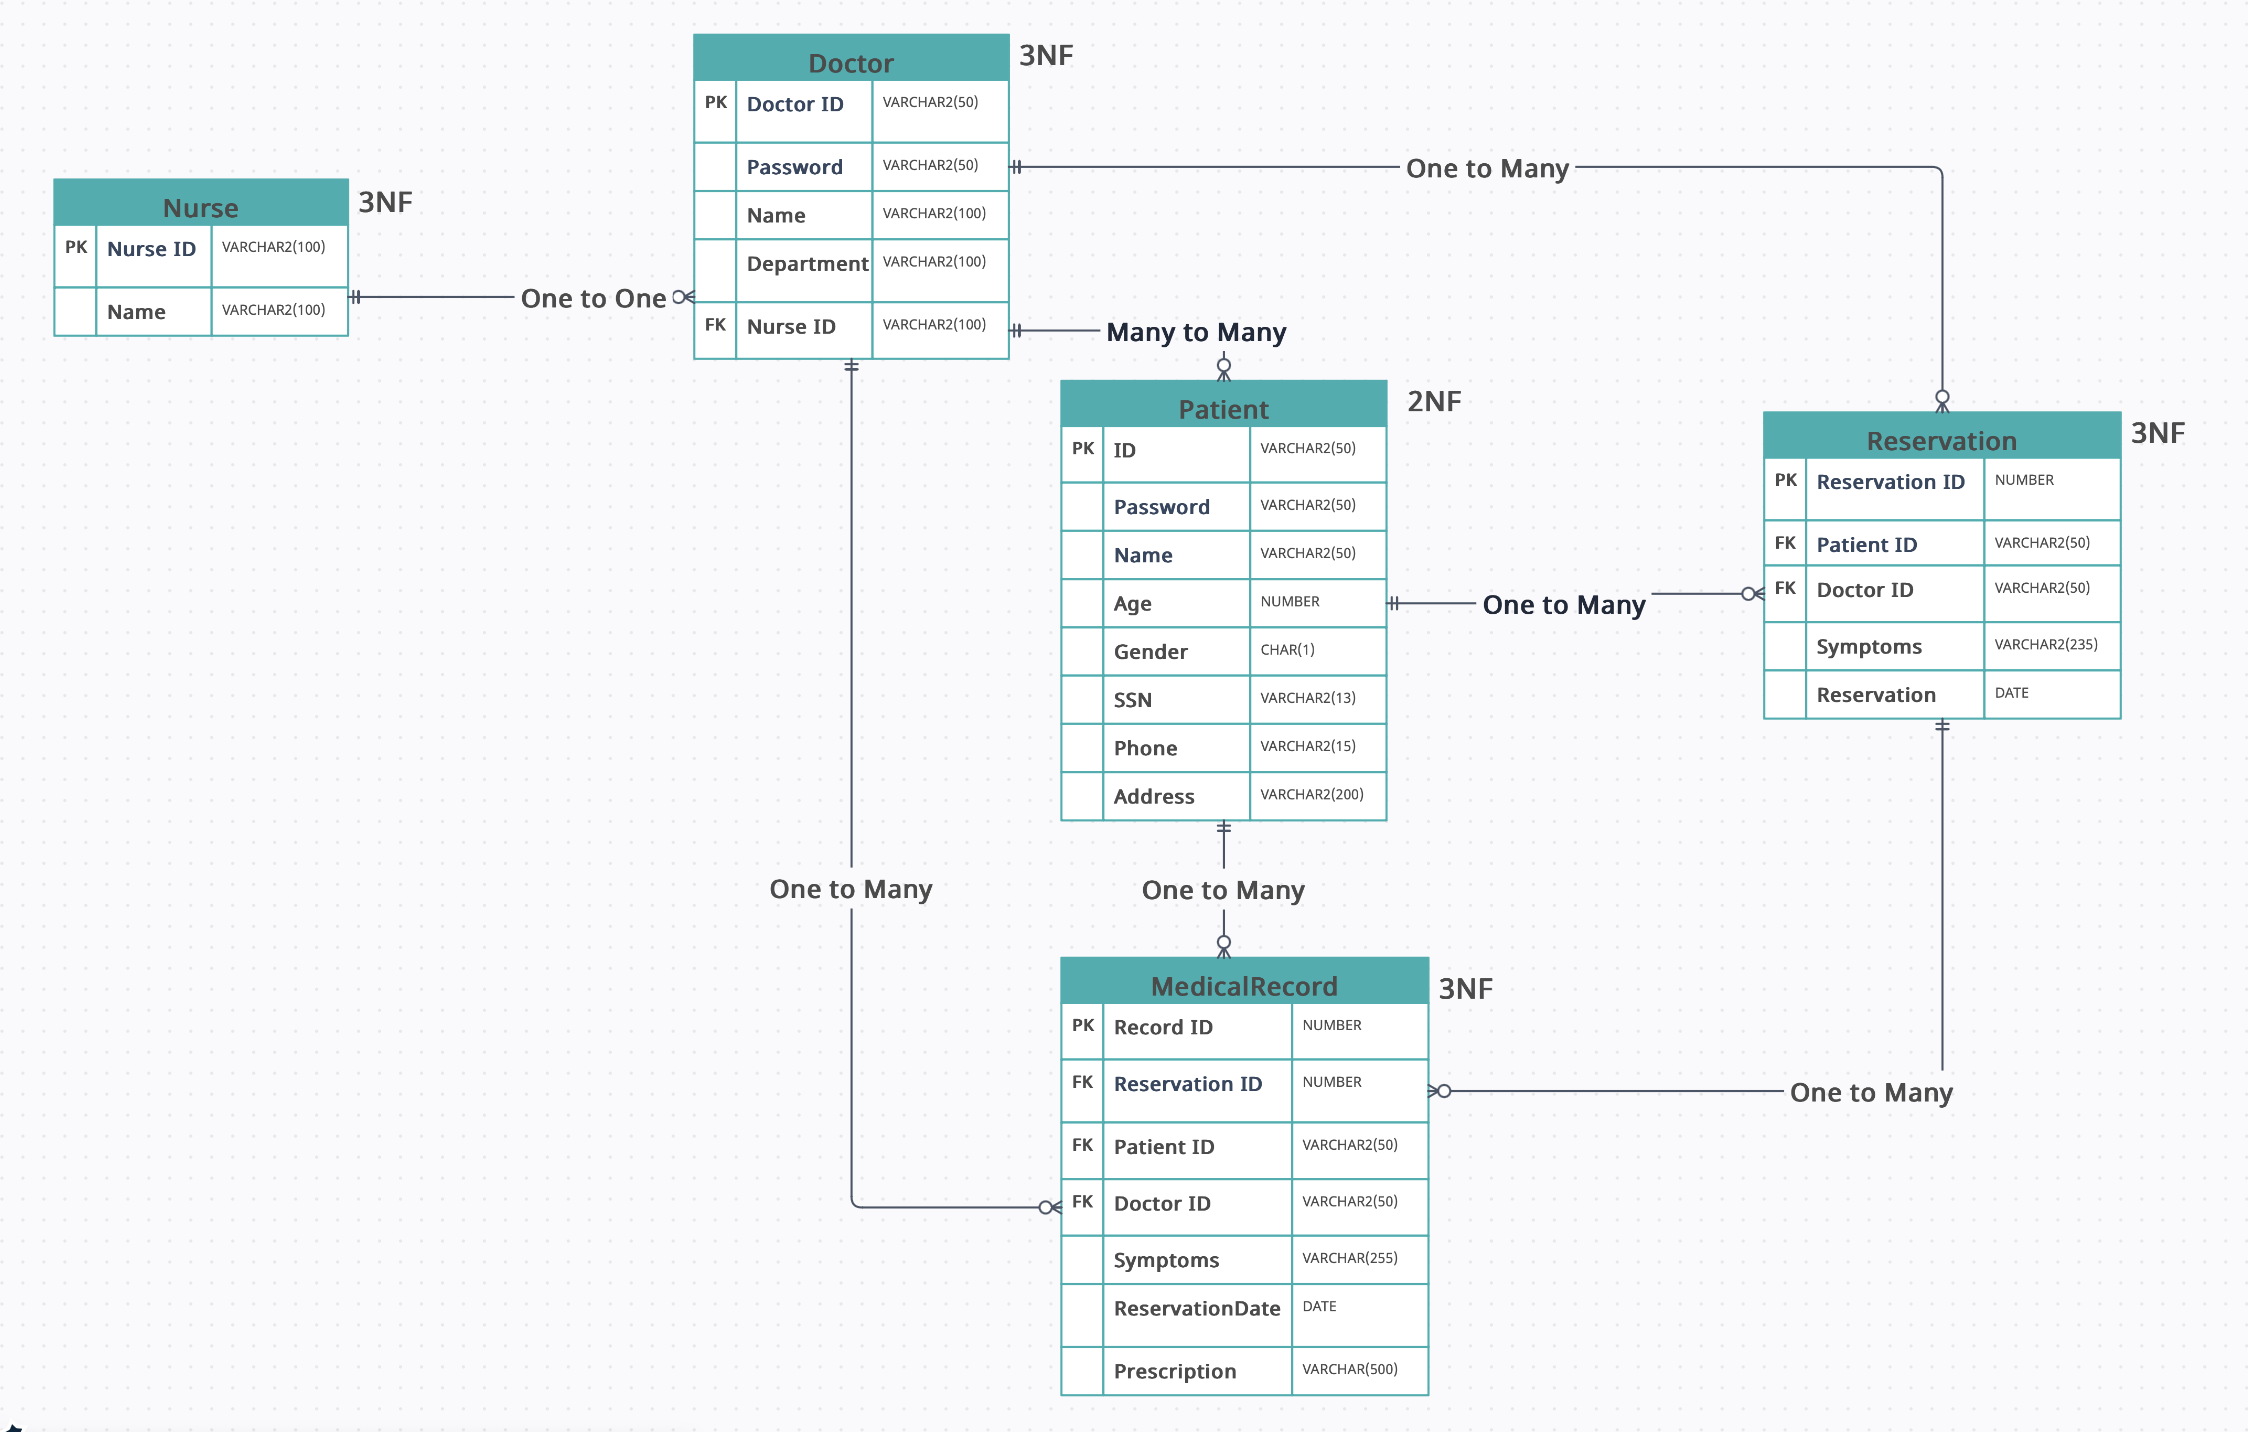 Doctor
3NF
PK Doctor ID VARCHAR2(50)
Password VARCHAR2(50)
Name VARCHAR2(100)
Department VARCHAR2(100)
FK Nurse ID VARCHAR2(100)
One to Many
Nurse
3NF
PK Nurse ID VARCHAR2(100)
Name VARCHAR2(100)
One to One
Many to Many
Patient
2NF
PK ID VARCHAR2(50)
Password VARCHAR2(50)
Name VARCHAR2(50)
Age NUMBER
Gender CHAR(1)
SSN VARCHAR2(13)
Phone VARCHAR2(15)
Address VARCHAR2(200)
One to Many
Reservation
3NF
PK Reservation ID NUMBER
FK Patient ID VARCHAR2(50)
FK Doctor ID VARCHAR2(50)
Symptoms VARCHAR2(235)
Reservation DATE
One to Many
One to Many
MedicalRecord
3NF
PK Record ID NUMBER
FK Reservation ID NUMBER
FK Patient ID VARCHAR2(50)
FK Doctor ID VARCHAR2(50)
Symptoms VARCHAR(255)
ReservationDate DATE
Prescription VARCHAR(500)
One to Many